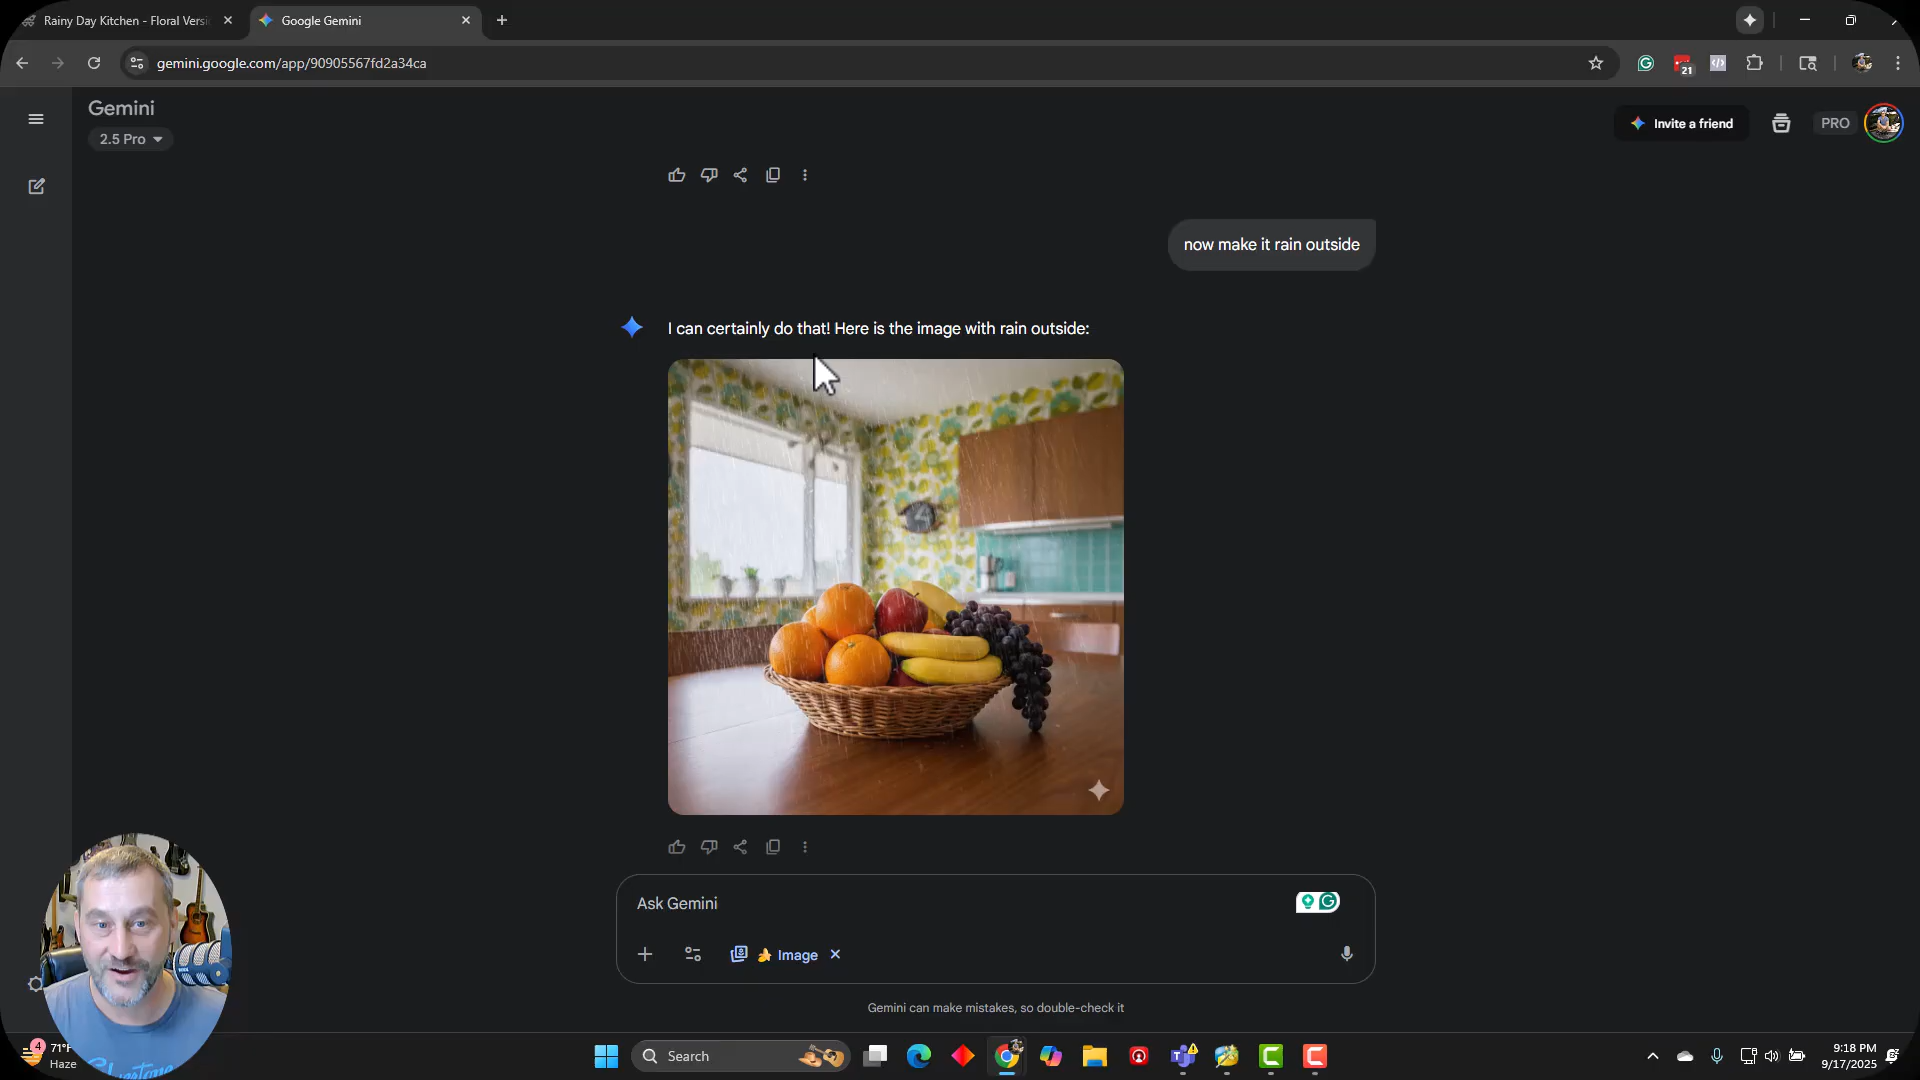 Rainy Day Kitchen - Floral Versi
Google Gemini
gemini.google.com/app/90905567fd2a34ca
21
Gemini
2.5 Pro
Invite a friend
PRO
now make it rain outside
I can certainly do that! Here is the image with rain outside:
Ask Gemini
Image
Gemini can make mistakes, so double-check it
4
71°F
Haze
Search
9:18 PM
9/17/2025